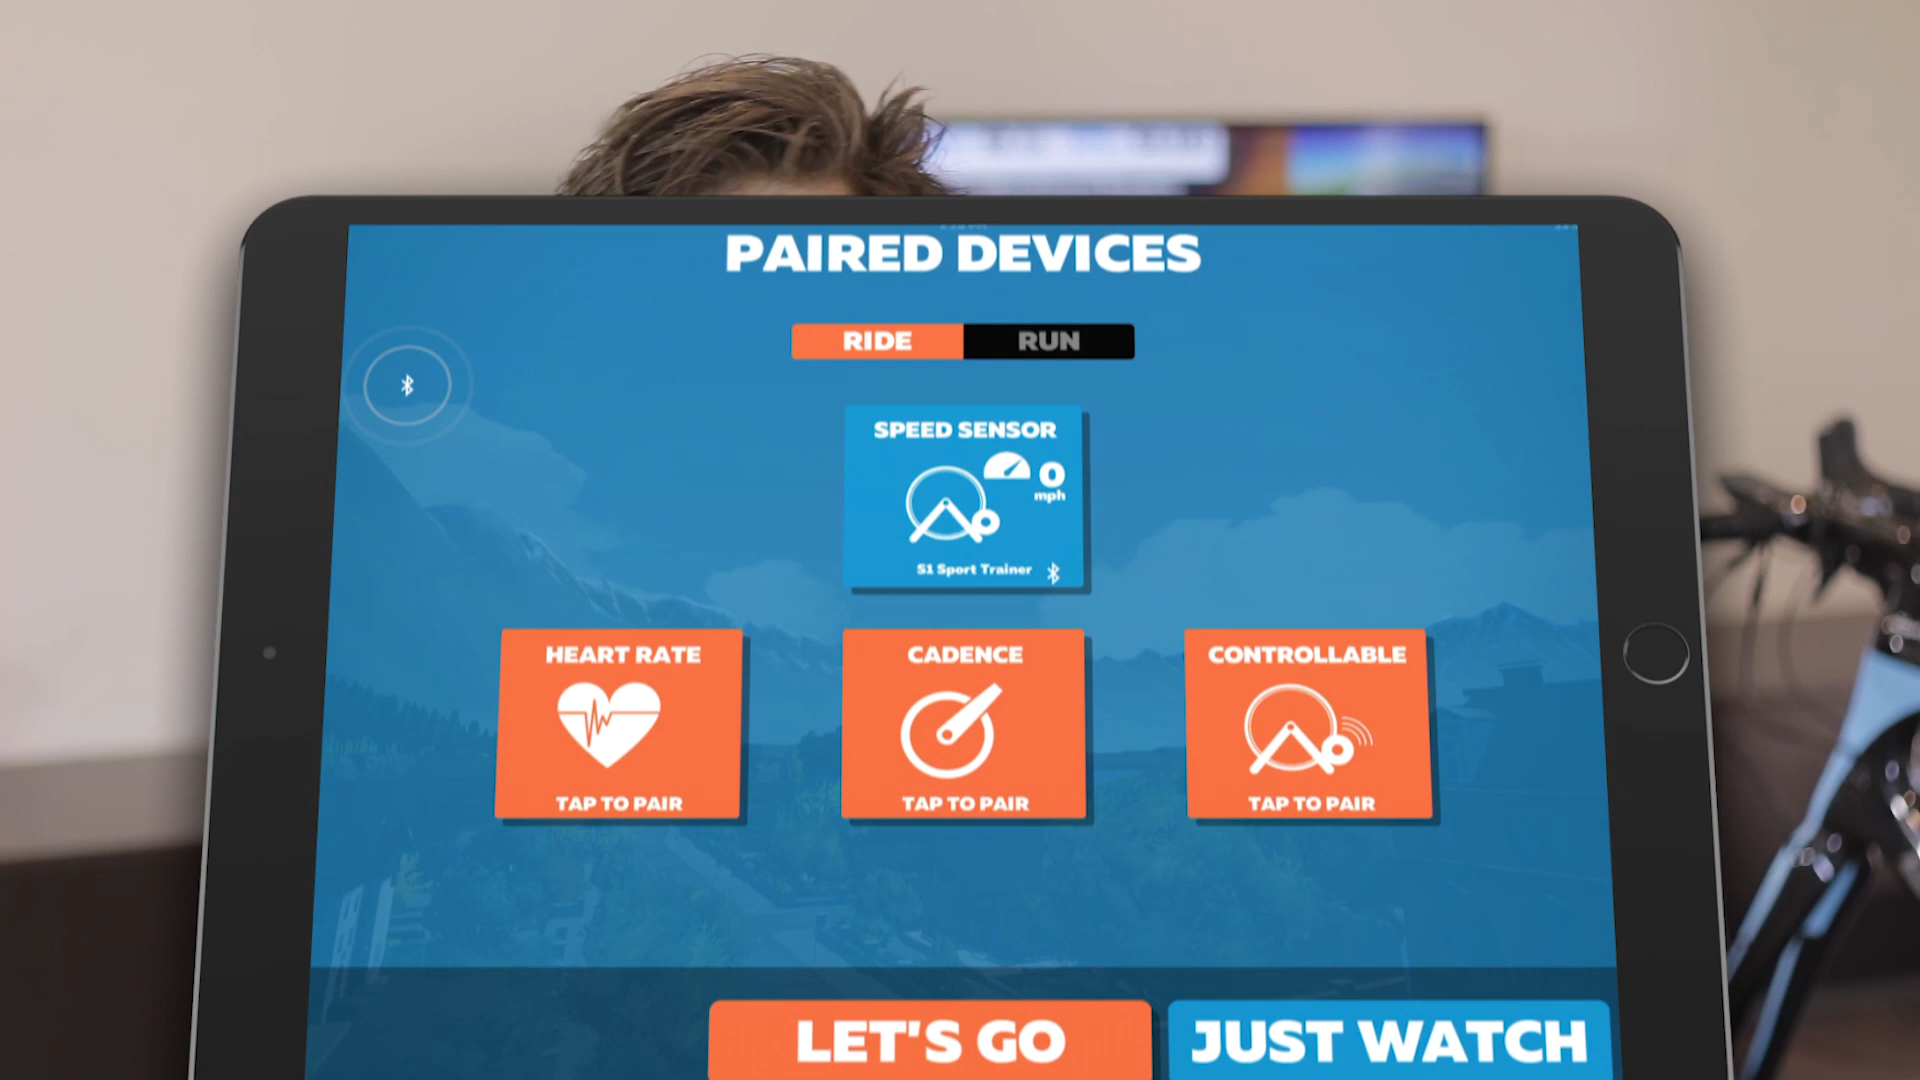 PAIRED DEVICES
RIDE RUN
SPEED SENSOR
0
mph
S1 Sport Trainer
HEART RATE
TAP TO PAIR
CADENCE
TAP TO PAIR
CONTROLLABLE
TAP TO PAIR
LET'S GO
JUST WATCH